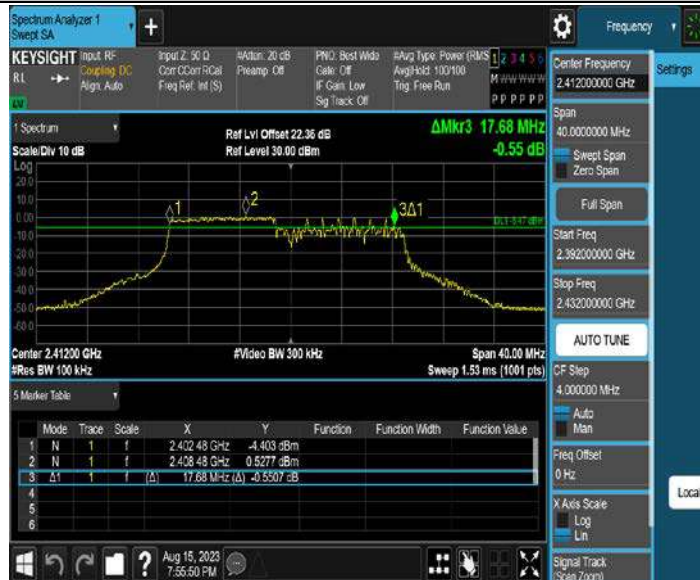 Spectrum Analyzer 1
Swept SA
+
Frequency
KEYSIGHT
RL
Input: RF
Coupling: DC
Align: Auto
Input Z: 50 Ω
Corr CCorr RCal
Freq Ref: Int (S)
#Atten: 20 dB
Preamp: Off
PNO: Best Wide
Gate: Off
IF Gain: Low
Sig Track: Off
#Avg Type: Power (RMS
Avg|Hold: 100/100
Trig: Free Run
1 2 3 4 5 6
M W W W W W
P P P P P P
1 Spectrum
Scale/Div 10 dB
Ref Lvl Offset 22.36 dB
Ref Level 30.00 dBm
ΔMkr3 17.68 MHz
-0.55 dB
Log
20.0
10.0
0.00
-10.0
-20.0
-30.0
-40.0
-50.0
-60.0
1
2
3Δ1
Center 2.41200 GHz
#Res BW 100 kHz
#Video BW 300 kHz
Span 40.00 MHz
Sweep 1.53 ms (1001 pts)
5 Marker Table
Mode Trace Scale X Y Function Function Width Function Value
1 N 1 f 2.402 48 GHz -4.403 dBm
2 N 1 f 2.408 48 GHz 0.5277 dBm
3 Δ1 1 f (Δ) 17.68 MHz (Δ) -0.5507 dB
4
5
6
?
Aug 15, 2023
7:55:50 PM
Center Frequency
2.412000000 GHz
Span
40.0000000 MHz
Swept Span
Zero Span
Full Span
Start Freq
2.392000000 GHz
Stop Freq
2.432000000 GHz
AUTO TUNE
CF Step
4.000000 MHz
Auto
Man
Freq Offset
0 Hz
X Axis Scale
Log
Lin
Signal Track
(Span Zoom)
Settings
Local